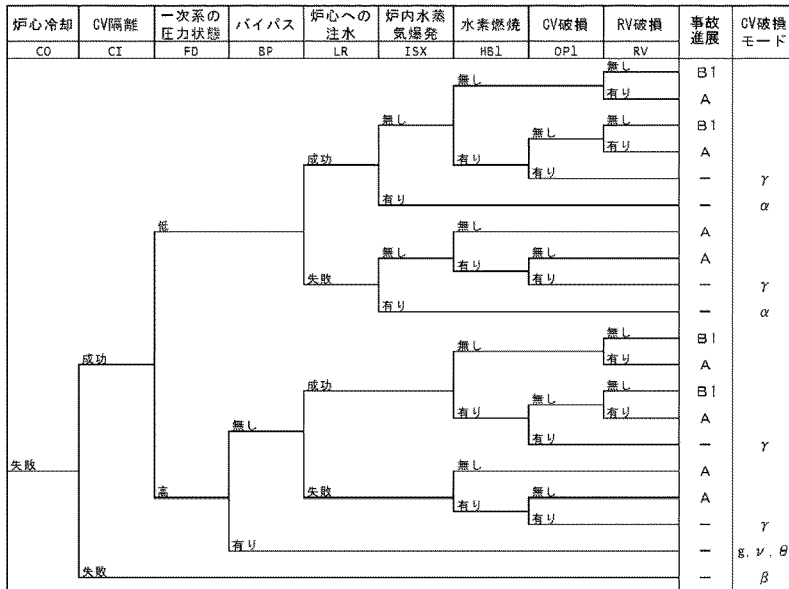 炉心冷却 CV隔離 一次系の圧力状態 バイパス 炉心への注水 炉内水蒸気爆発 水素燃焼 CV破損 RV破損 事故進展 CV破損モード
CO CI FD BP LR ISX HB1 OP1 RV
無し B1
有り A
無し
無し 無し B1
有り A
有り
有り － γ
成功
有り － α
低
無し A
無し 無し A
有り
有り － γ
失敗
有り － α
無し B1
無し
有り A
成功
成功
無し B1
無し
有り A
有り
有り － γ
無し
無し A
失敗
高
無し A
失敗
有り
有り － γ
有り － g, ν, θ
失敗 － β